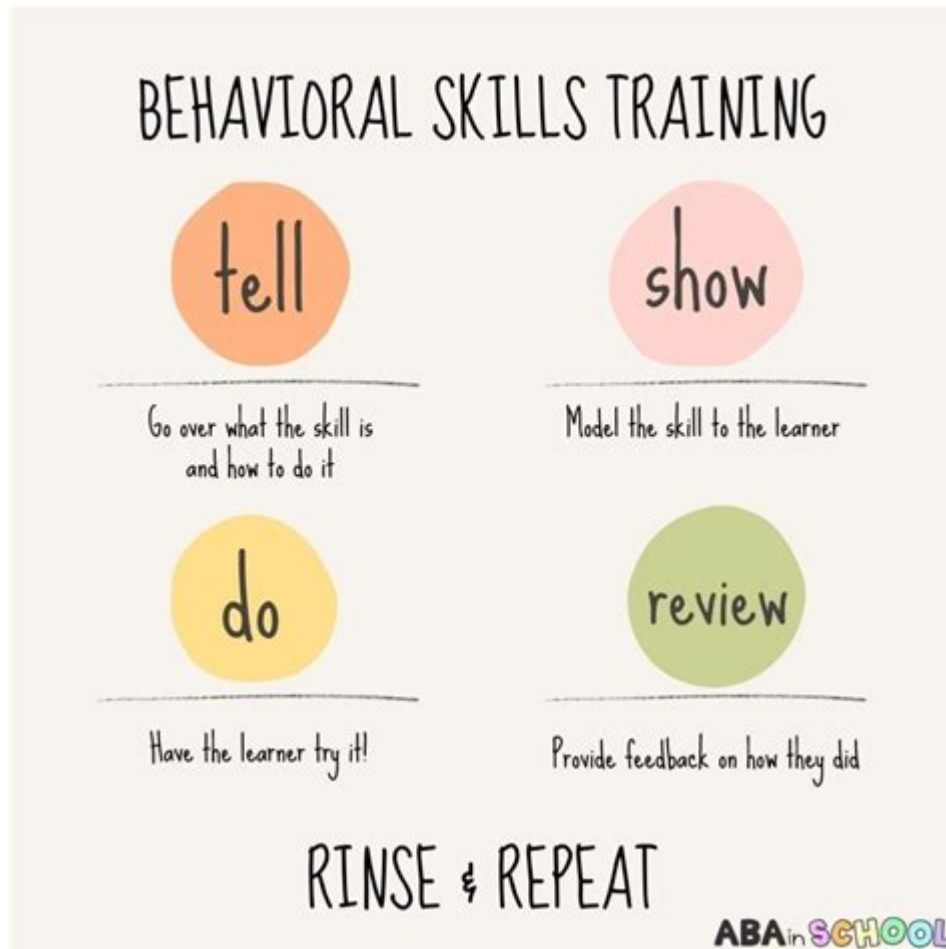 BEHAVIORAL SKILLS TRAINING
tell
Go over what the skill is
and how to do it
show
Model the skill to the learner
do
Have the learner try it!
review
Provide feedback on how they did
RINSE & REPEAT
ABA in SCHOOL